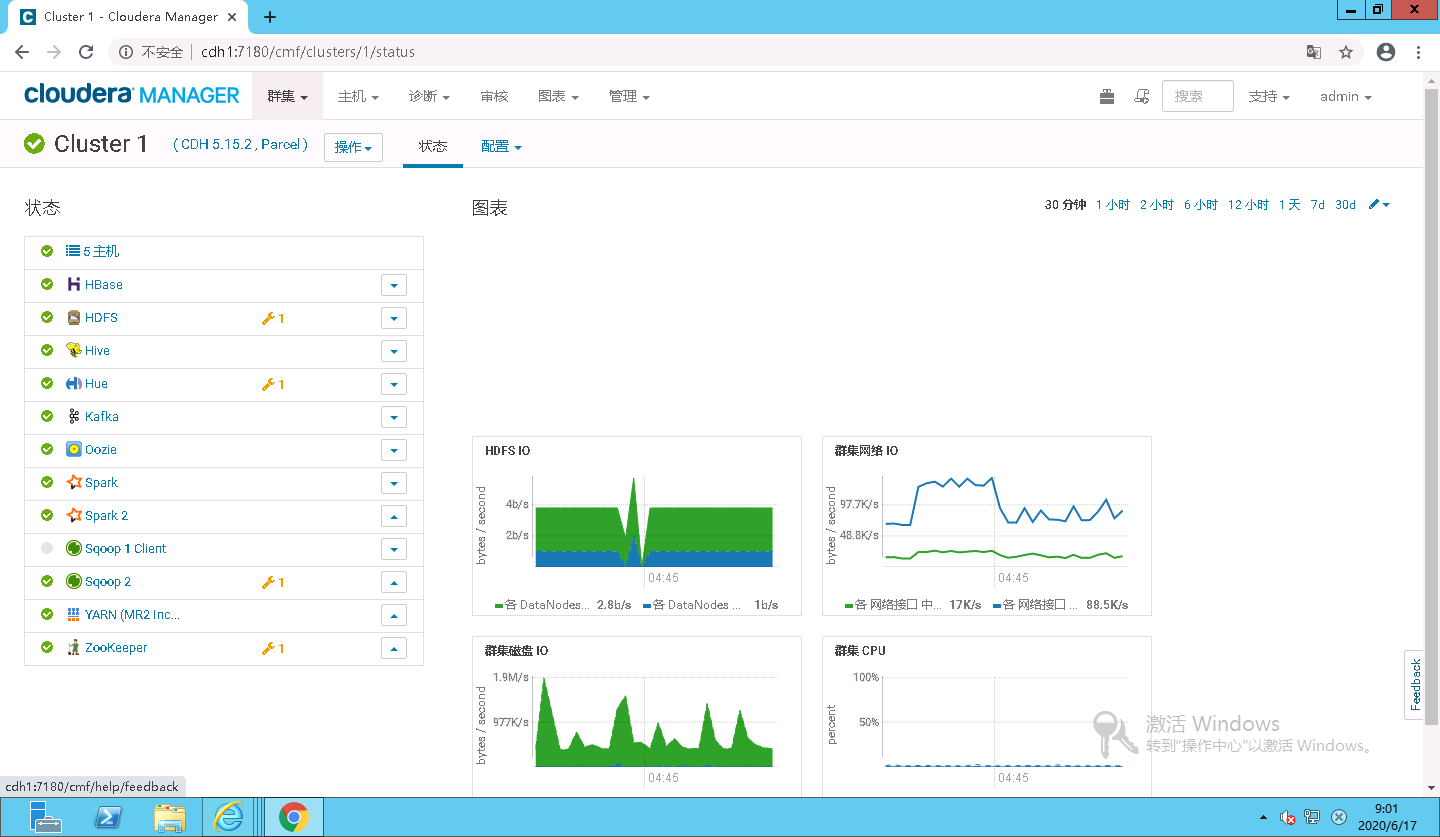 Cluster 1 - Cloudera Manager
不安全 cdh1:7180/cmf/clusters/1/status
cloudera MANAGER 群集 主机 诊断 审核 图表 管理 搜索 支持 admin
Cluster 1 (CDH 5.15.2, Parcel) 操作 状态 配置
状态
5 主机
HBase
HDFS 1
Hive
Hue 1
Kafka
Oozie
Spark
Spark 2
Sqoop 1 Client
Sqoop 2 1
YARN (MR2 Inc...
ZooKeeper 1
图表
30 分钟 1 小时 2 小时 6 小时 12 小时 1 天 7d 30d
HDFS IO
bytes / second
4b/s
2b/s
04:45
各 DataNodes... 2.8b/s 各 DataNodes ... 1b/s
群集网络 IO
bytes / second
97.7K/s
48.8K/s
04:45
各 网络接口 中... 17K/s 各 网络接口 ... 88.5K/s
群集磁盘 IO
bytes / second
1.9M/s
977K/s
04:45
群集 CPU
percent
100%
50%
04:45
Feedback
激活 Windows
转到“操作中心”以激活 Windows。
cdh1:7180/cmf/help/feedback
9:01
2020/6/17